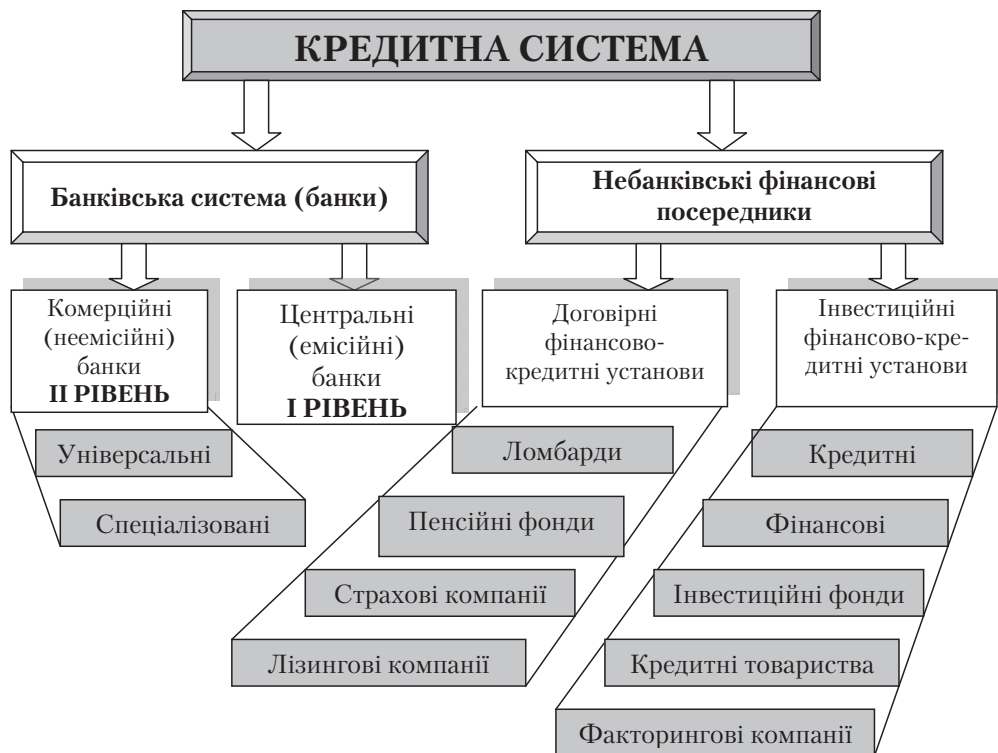 КРЕДИТНА СИСТЕМА
Банківська система (банки)
Небанківські фінансові
посередники
Комерційні
(неемісійні)
банки
ІІ РІВЕНЬ
Центральні
(емісійні)
банки
І РІВЕНЬ
Договірні
фінансово-
кредитні установи
Інвестиційні
фінансово-кре-
дитні установи
Універсальні
Спеціалізовані
Ломбарди
Пенсійні фонди
Страхові компанії
Лізингові компанії
Кредитні
Фінансові
Інвестиційні фонди
Кредитні товариства
Факторингові компанії